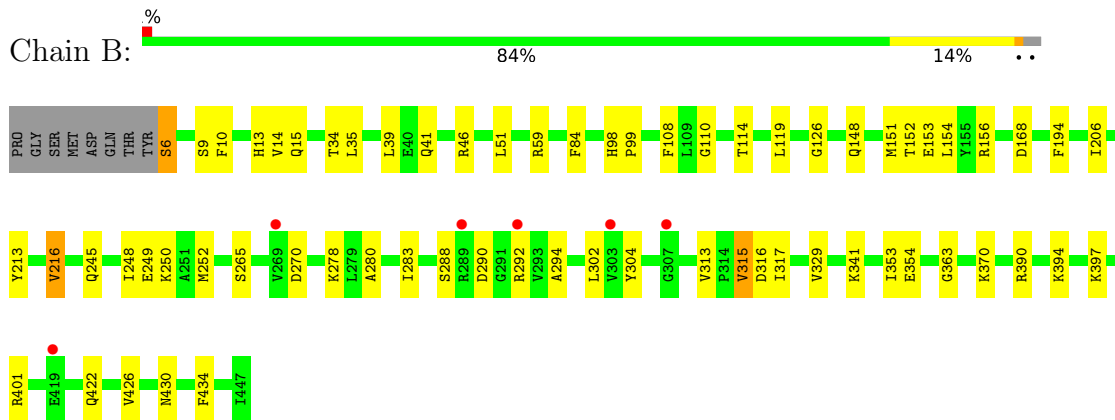 .%
Chain B:
84% 14% • •
PRO GLY SER MET ASP GLN THR TYR S6 S9 F10 H13 V14 Q15 T34 L35 L39 E40 Q41 R46 L51 R59 F84 H98 P99 F108 L109 G110 T114 L119 G126 Q148 M151 T152 E153 L154 Y155 R156 D168 F194 I206
Y213 V216 Q245 I248 E249 K250 A251 M252 S265 V269 D270 K278 L279 A280 I283 S288 R289 D290 G291 R292 V293 A294 L302 V303 Y304 G307 V313 P314 V315 D316 I317 V329 K341 I353 E354 G363 K370 R390 K394 K397
R401 E419 Q422 V426 N430 F434 I447